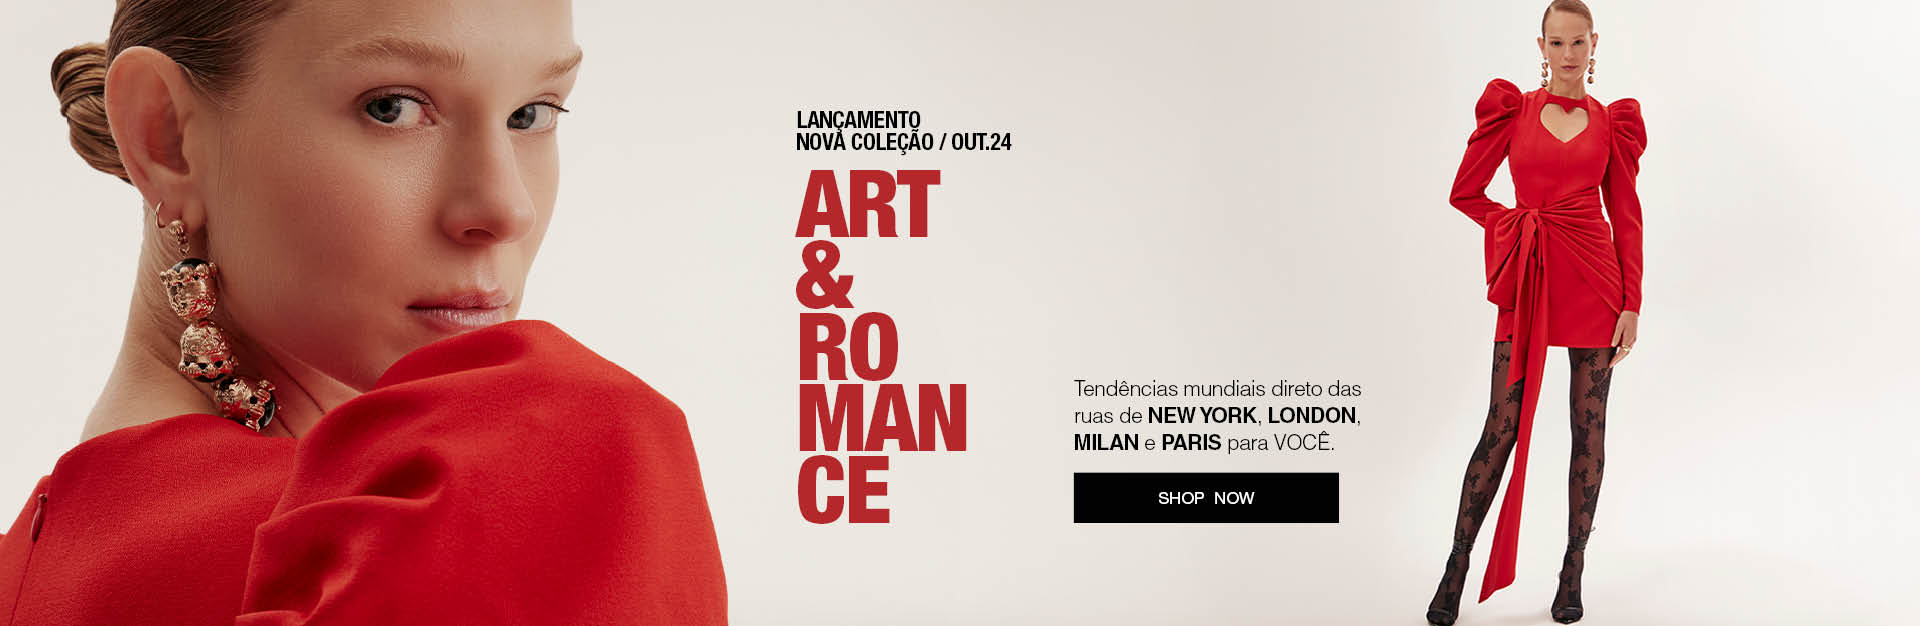 LANÇAMENTO
NOVA COLEÇÃO / OUT.24
ART
&
RO
MAN
CE
Tendências mundiais direto das
ruas de NEW YORK, LONDON,
MILAN e PARIS para VOCÊ.
SHOP NOW